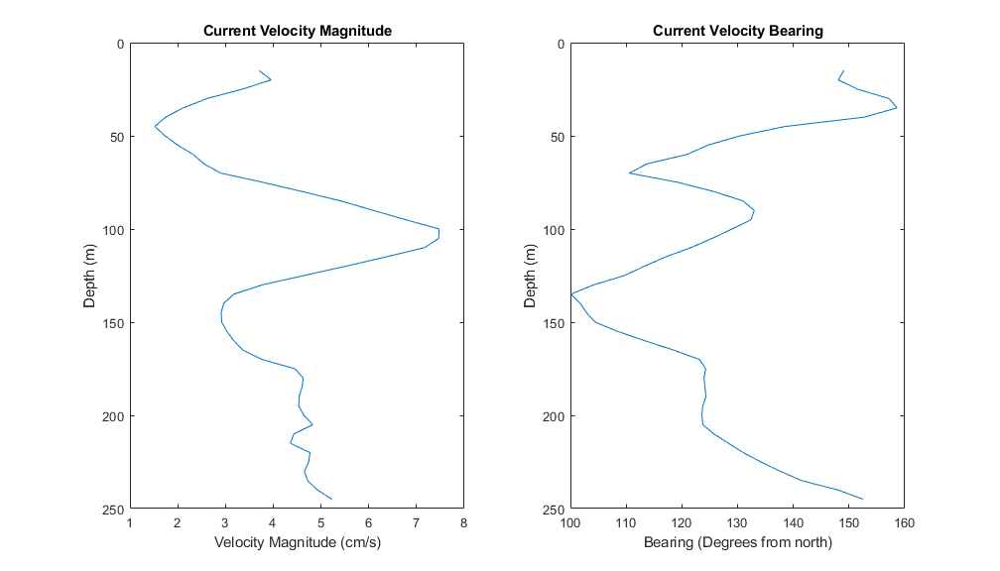 Current Velocity Magnitude
0
50
100
150
200
250
Depth (m)
1 2 3 4 5 6 7 8
Velocity Magnitude (cm/s)
Current Velocity Bearing
0
50
100
150
200
250
Depth (m)
100 110 120 130 140 150 160
Bearing (Degrees from north)